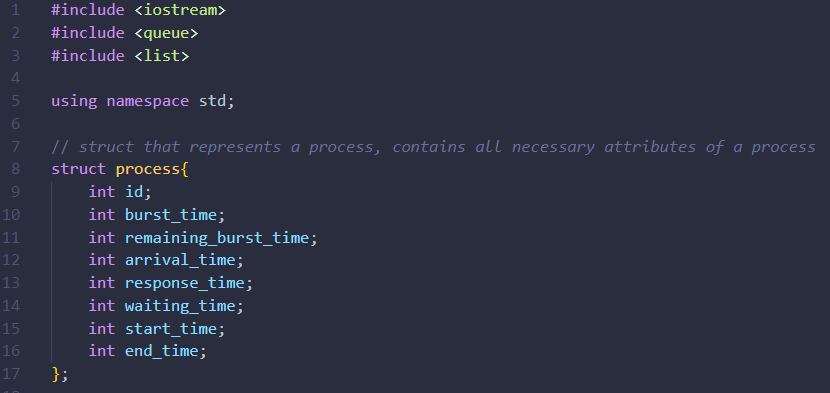 1 #include <iostream>
2 #include <queue>
3 #include <list>
4
5 using namespace std;
6
7 // struct that represents a process, contains all necessary attributes of a process
8 struct process{
9     int id;
10     int burst_time;
11     int remaining_burst_time;
12     int arrival_time;
13     int response_time;
14     int waiting_time;
15     int start_time;
16     int end_time;
17 };